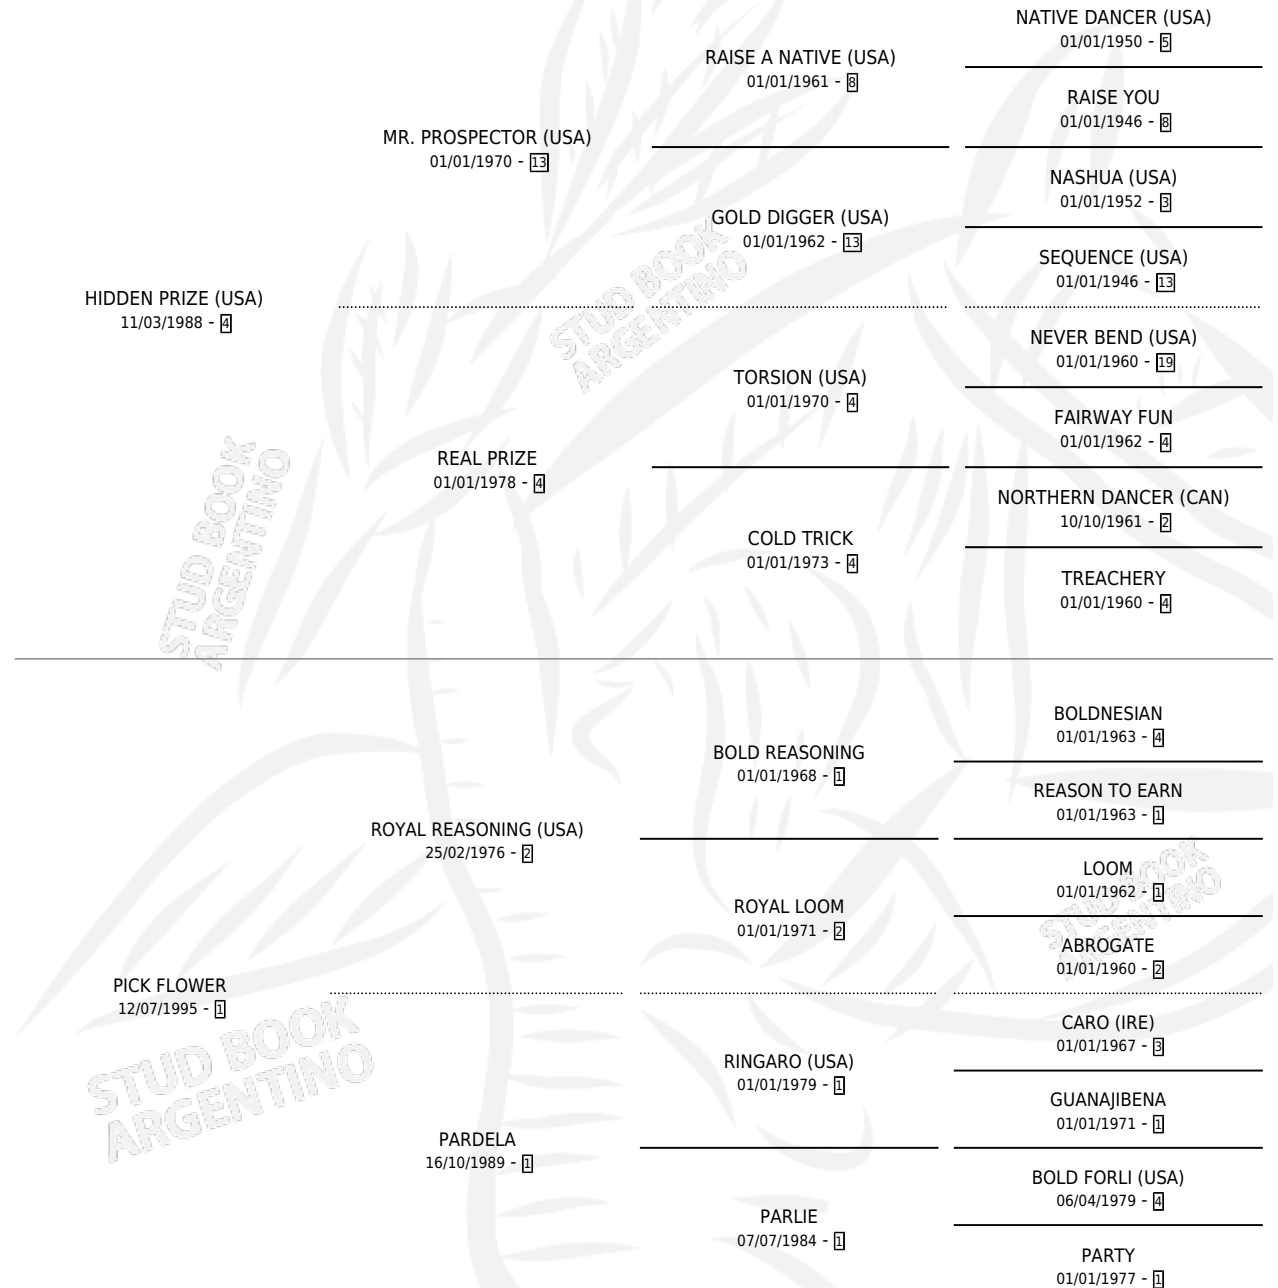 NATIVE DANCER (USA)
01/01/1950 - 5
RAISE A NATIVE (USA)
01/01/1961 - 8
RAISE YOU
01/01/1946 - 8
MR. PROSPECTOR (USA)
01/01/1970 - 13
NASHUA (USA)
01/01/1952 - 3
GOLD DIGGER (USA)
01/01/1962 - 13
SEQUENCE (USA)
01/01/1946 - 13
HIDDEN PRIZE (USA)
11/03/1988 - 4
STUD BOOK
ARGENTINO
NEVER BEND (USA)
01/01/1960 - 19
TORSION (USA)
01/01/1970 - 4
FAIRWAY FUN
01/01/1962 - 4
REAL PRIZE
01/01/1978 - 4
NORTHERN DANCER (CAN)
10/10/1961 - 2
COLD TRICK
01/01/1973 - 4
TREACHERY
01/01/1960 - 4
STUD BOOK
ARGENTINO
BOLDNESIAN
01/01/1963 - 4
BOLD REASONING
01/01/1968 - 1
REASON TO EARN
01/01/1963 - 1
ROYAL REASONING (USA)
25/02/1976 - 2
LOOM
01/01/1962 - 1
ROYAL LOOM
01/01/1971 - 2
STUD BOOK
ARGENTINO
ABROGATE
01/01/1960 - 2
PICK FLOWER
12/07/1995 - 1
CARO (IRE)
01/01/1967 - 3
RINGARO (USA)
01/01/1979 - 1
STUD BOOK
ARGENTINO
GUANAJIBENA
01/01/1971 - 1
PARDELA
16/10/1989 - 1
BOLD FORLI (USA)
06/04/1979 - 4
PARLIE
07/07/1984 - 1
PARTY
01/01/1977 - 1